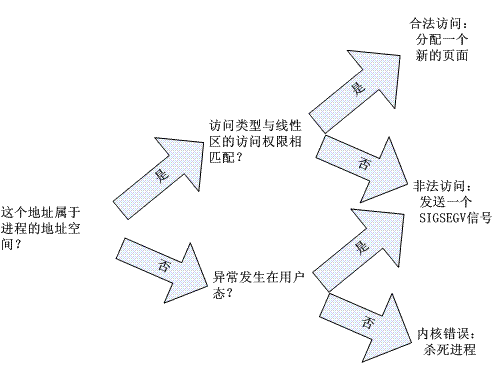 合法访问：
分配一个
新的页面
是
访问类型与线性
区的访问权限相
匹配？
否
是
非法访问：
发送一个
SIGSEGV信号
这个地址属于
进程的地址空
间？
是
否
异常发生在用户
态？
否
内核错误：
杀死进程